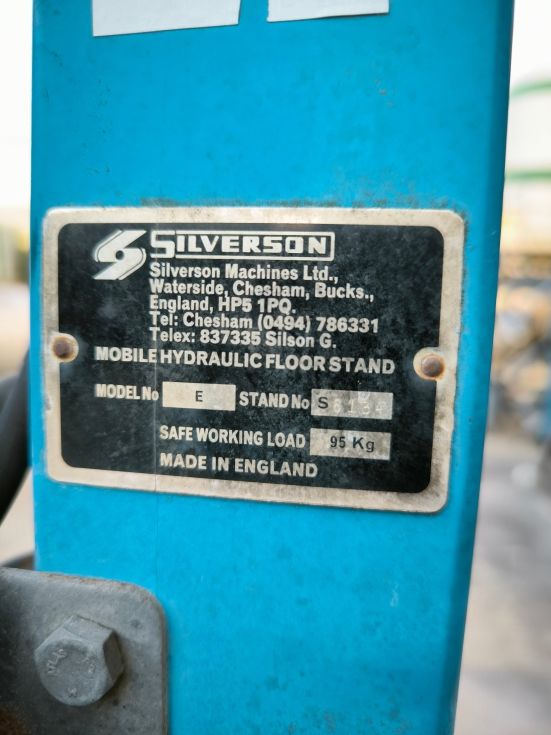 SILVERSON
Silverson Machines Ltd.,
Waterside, Chesham, Bucks.,
England, HP5 1PQ.
Tel: Chesham (0494) 786331
Telex: 837335 Silson G.
MOBILE HYDRAULIC FLOOR STAND
MODEL No E STAND No S
SAFE WORKING LOAD 95 Kg
MADE IN ENGLAND